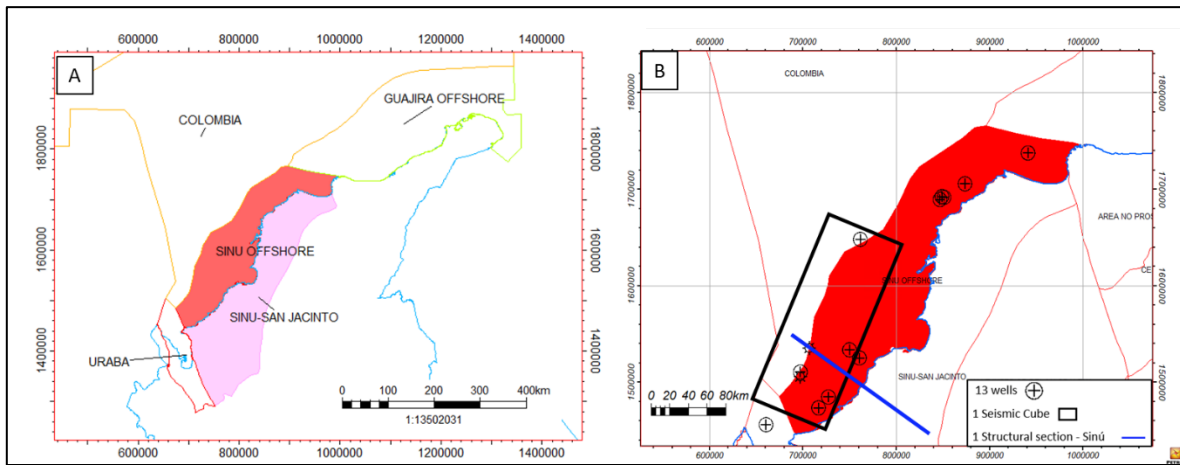 A
600000 800000 1000000 1200000 1400000
GUAJIRA OFFSHORE
COLOMBIA
SINU OFFSHORE
SINU-SAN JACINTO
URABA
1800000
1600000
1400000
1800000
1600000
1400000
0 100 200 300 400km
1:13502031
600000 800000 1000000 1200000 1400000
B
600000 700000 800000 900000 1000000
COLOMBIA
AREA NO PROS
SINU OFFSHORE
SINU-SAN JACINTO
1800000
1700000
1600000
1500000
1800000
1700000
1600000
1500000
0 20 40 60 80km
13 wells
1 Seismic Cube
1 Structural section - Sinú
600000 700000 800000 900000 1000000